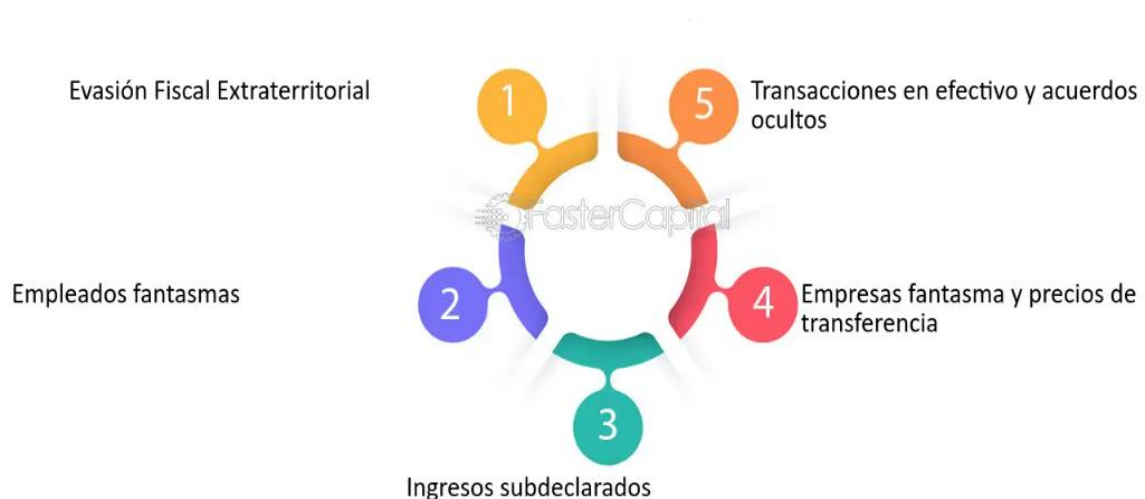 Evasión Fiscal Extraterritorial
1
5
Transacciones en efectivo y acuerdos
ocultos
FasterCapital
Empleados fantasmas
2
4
Empresas fantasma y precios de
transferencia
3
Ingresos subdeclarados